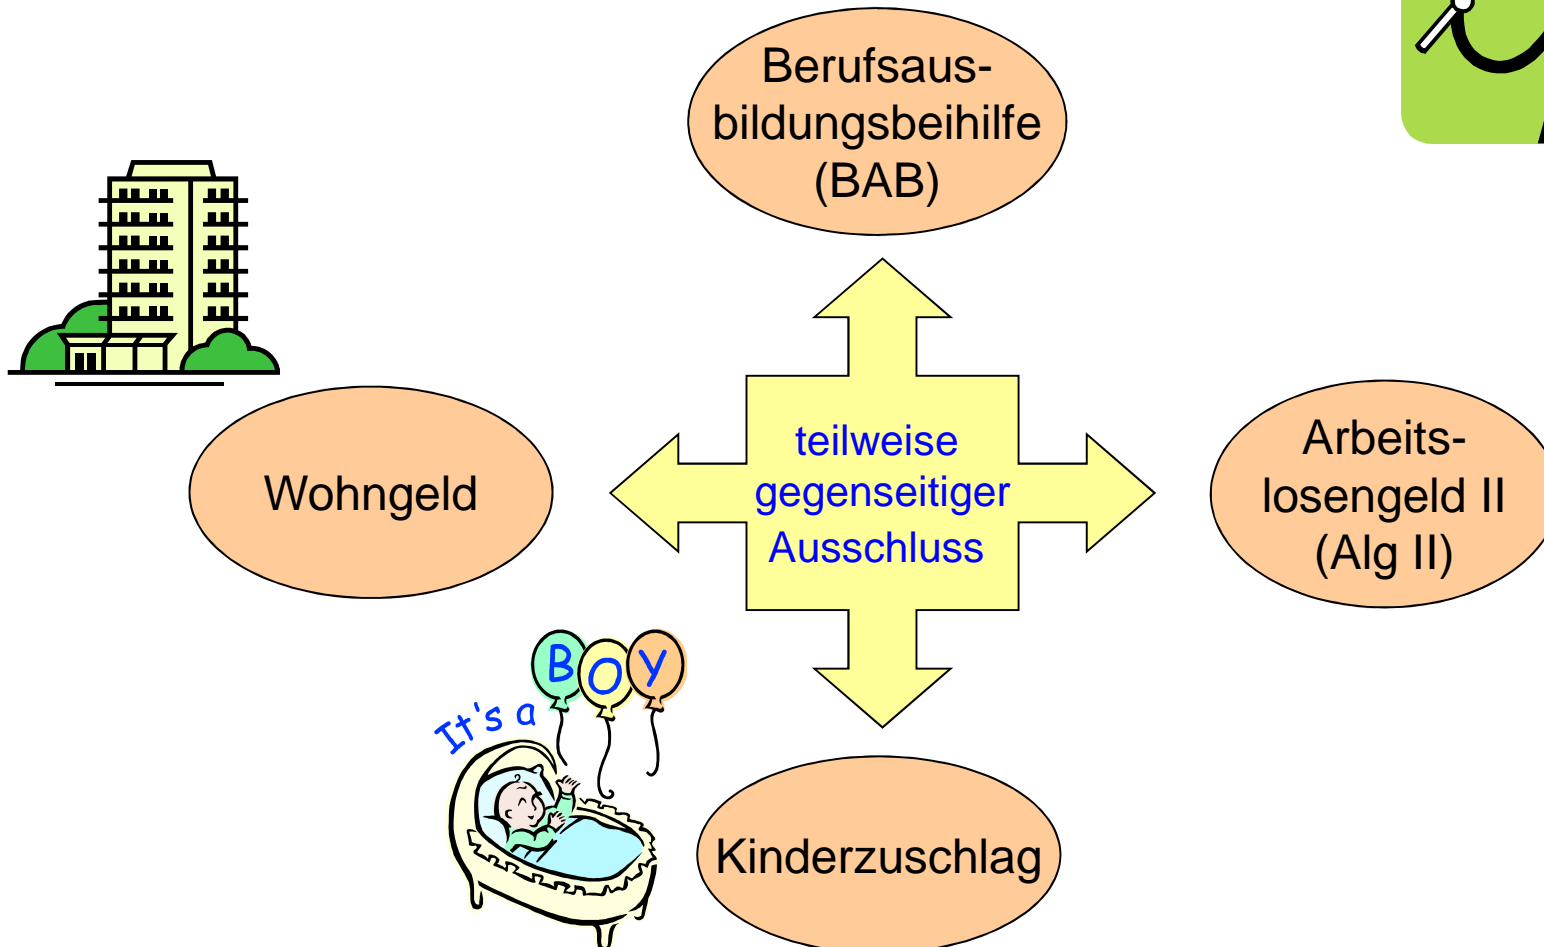 Berufsaus-
bildungsbeihilfe
(BAB)
Wohngeld
teilweise
gegenseitiger
Ausschluss
Arbeits-
losengeld II
(Alg II)
It's a
BOY
Kinderzuschlag